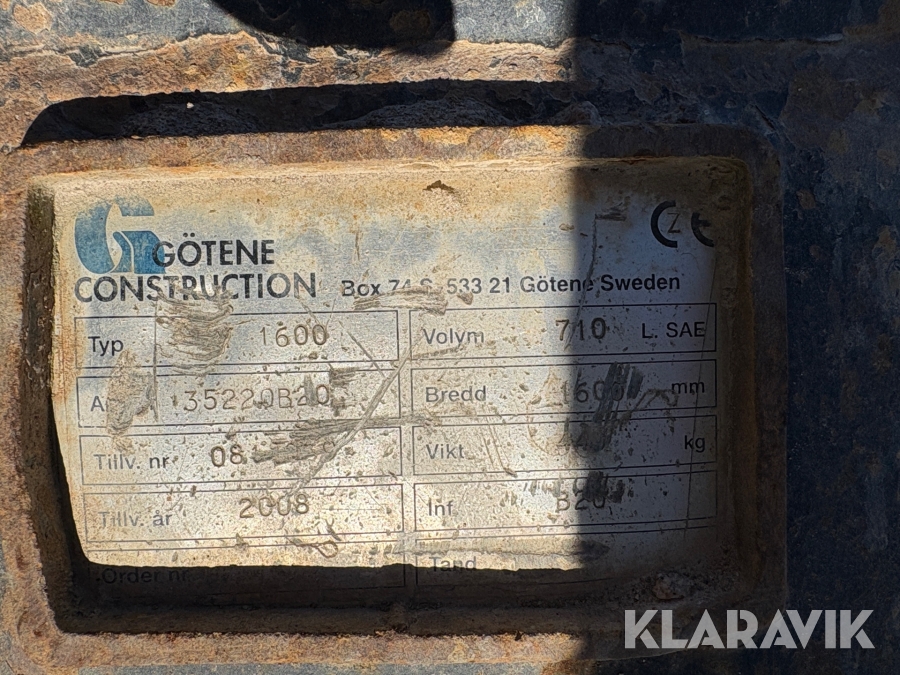 GÖTENE
CONSTRUCTION Box 74 S-533 21 Götene Sweden
Typ 1600 Volym 710 L. SAE
35220B20 Bredd 1600 mm
Tillv. nr 08 Vikt kg
Tillv. år 2008 Inf B20
Order nr Tand
KLARAVIK